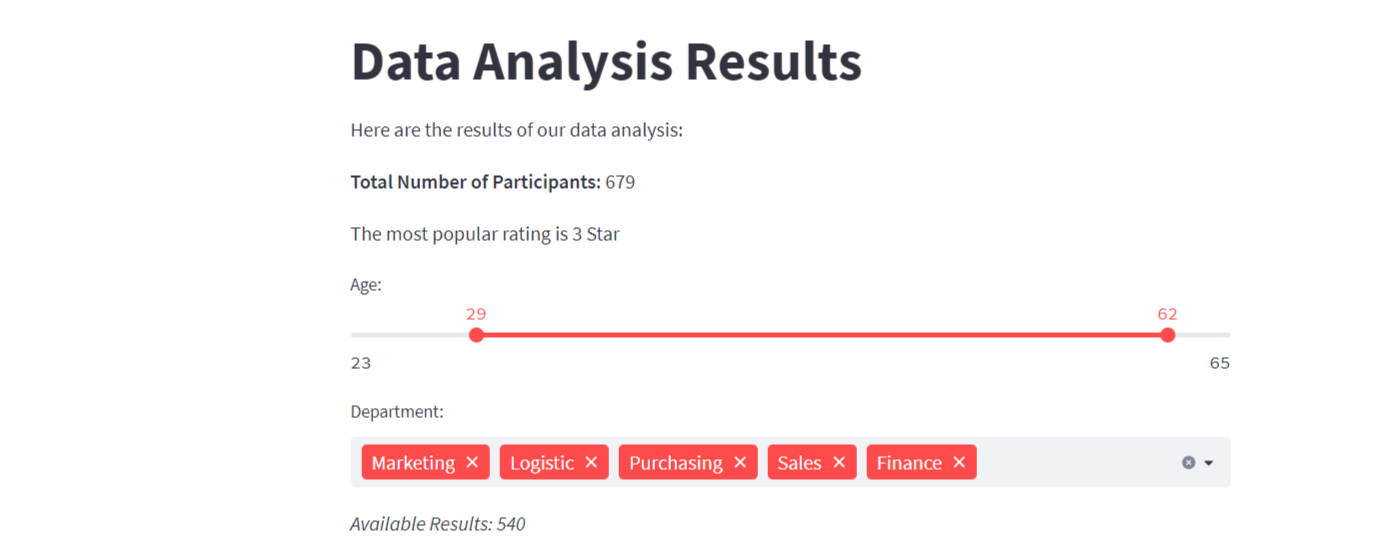 Data Analysis Results
Here are the results of our data analysis:
Total Number of Participants: 679
The most popular rating is 3 Star
Age:
29 62
23 65
Department:
Marketing Logistic Purchasing Sales Finance
Available Results: 540